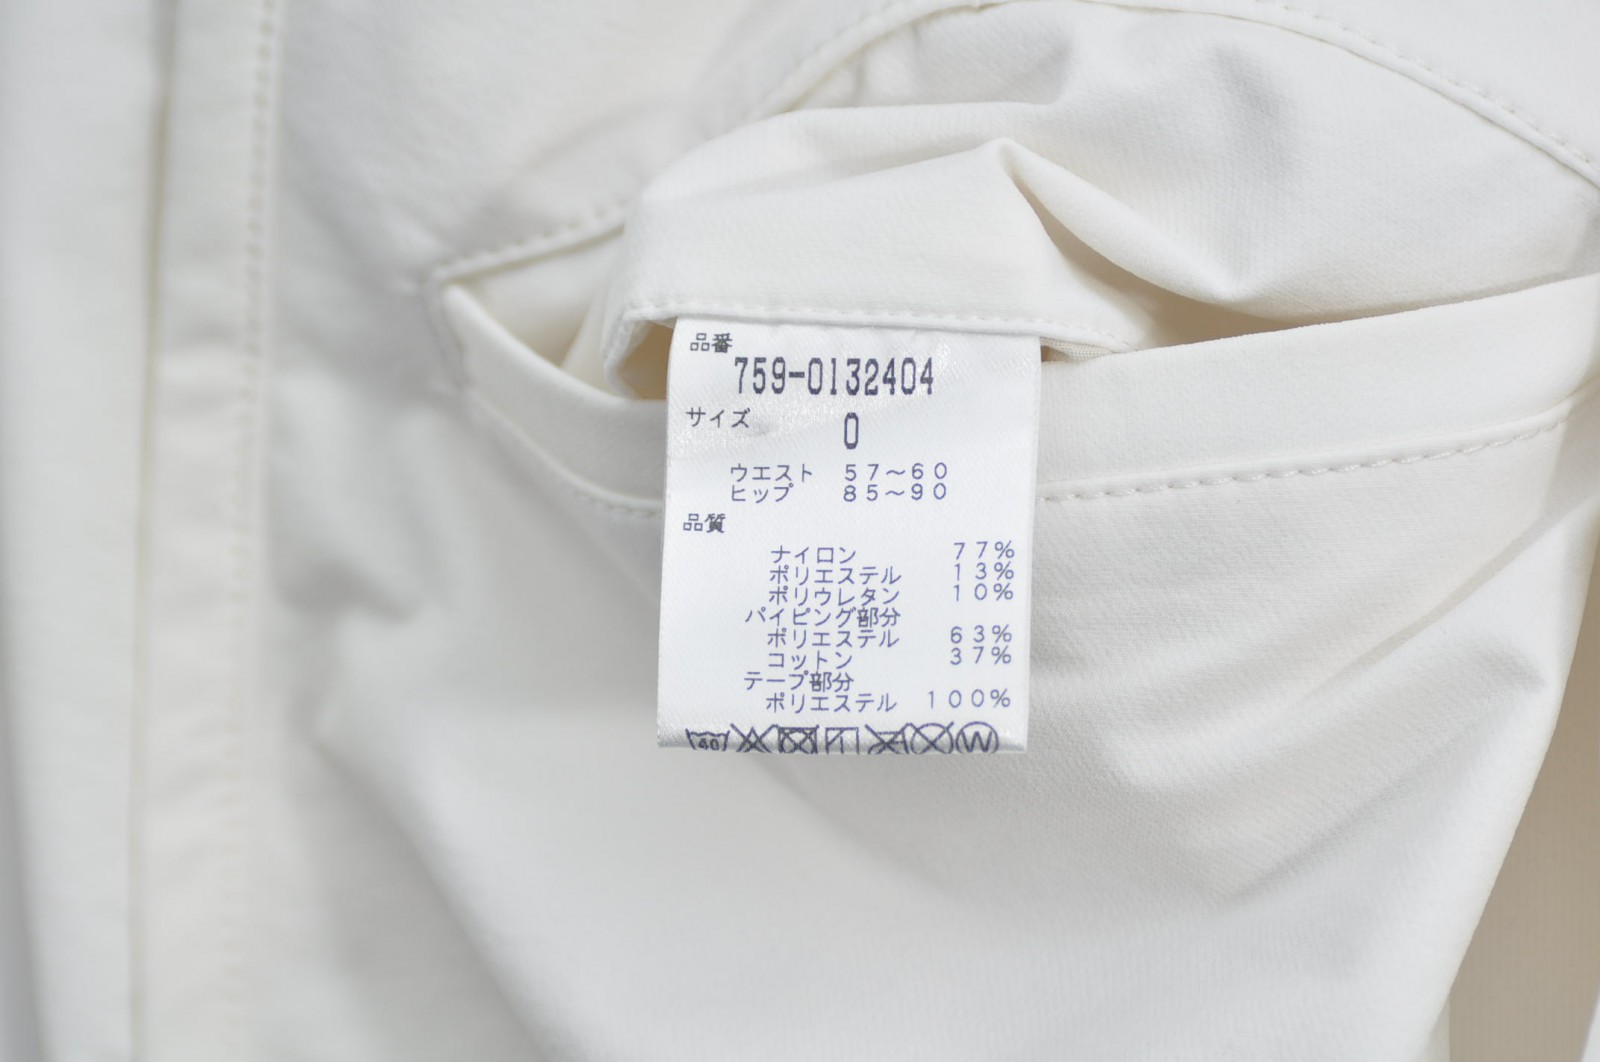 品番
759-0132404
サイズ
0
ウエスト 57〜60
ヒップ 85〜90
品質
ナイロン 77%
ポリエステル 13%
ポリウレタン 10%
パイピング部分
ポリエステル 63%
コットン 37%
テープ部分
ポリエステル 100%
40 W